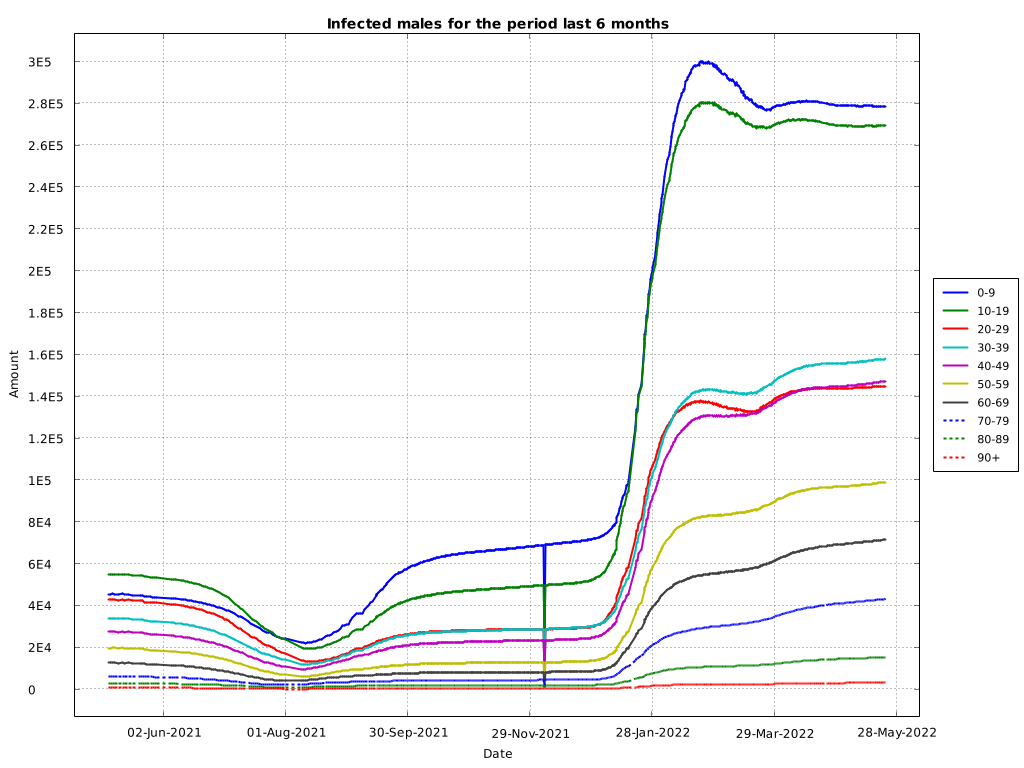 Infected males for the period last 6 months
3E5
2.8E5
2.6E5
2.4E5
2.2E5
2E5
1.8E5
1.6E5
1.4E5
1.2E5
1E5
8E4
6E4
4E4
2E4
0
Amount
02-Jun-2021 01-Aug-2021 30-Sep-2021 29-Nov-2021 28-Jan-2022 29-Mar-2022 28-May-2022
Date
0-9
10-19
20-29
30-39
40-49
50-59
60-69
70-79
80-89
90+